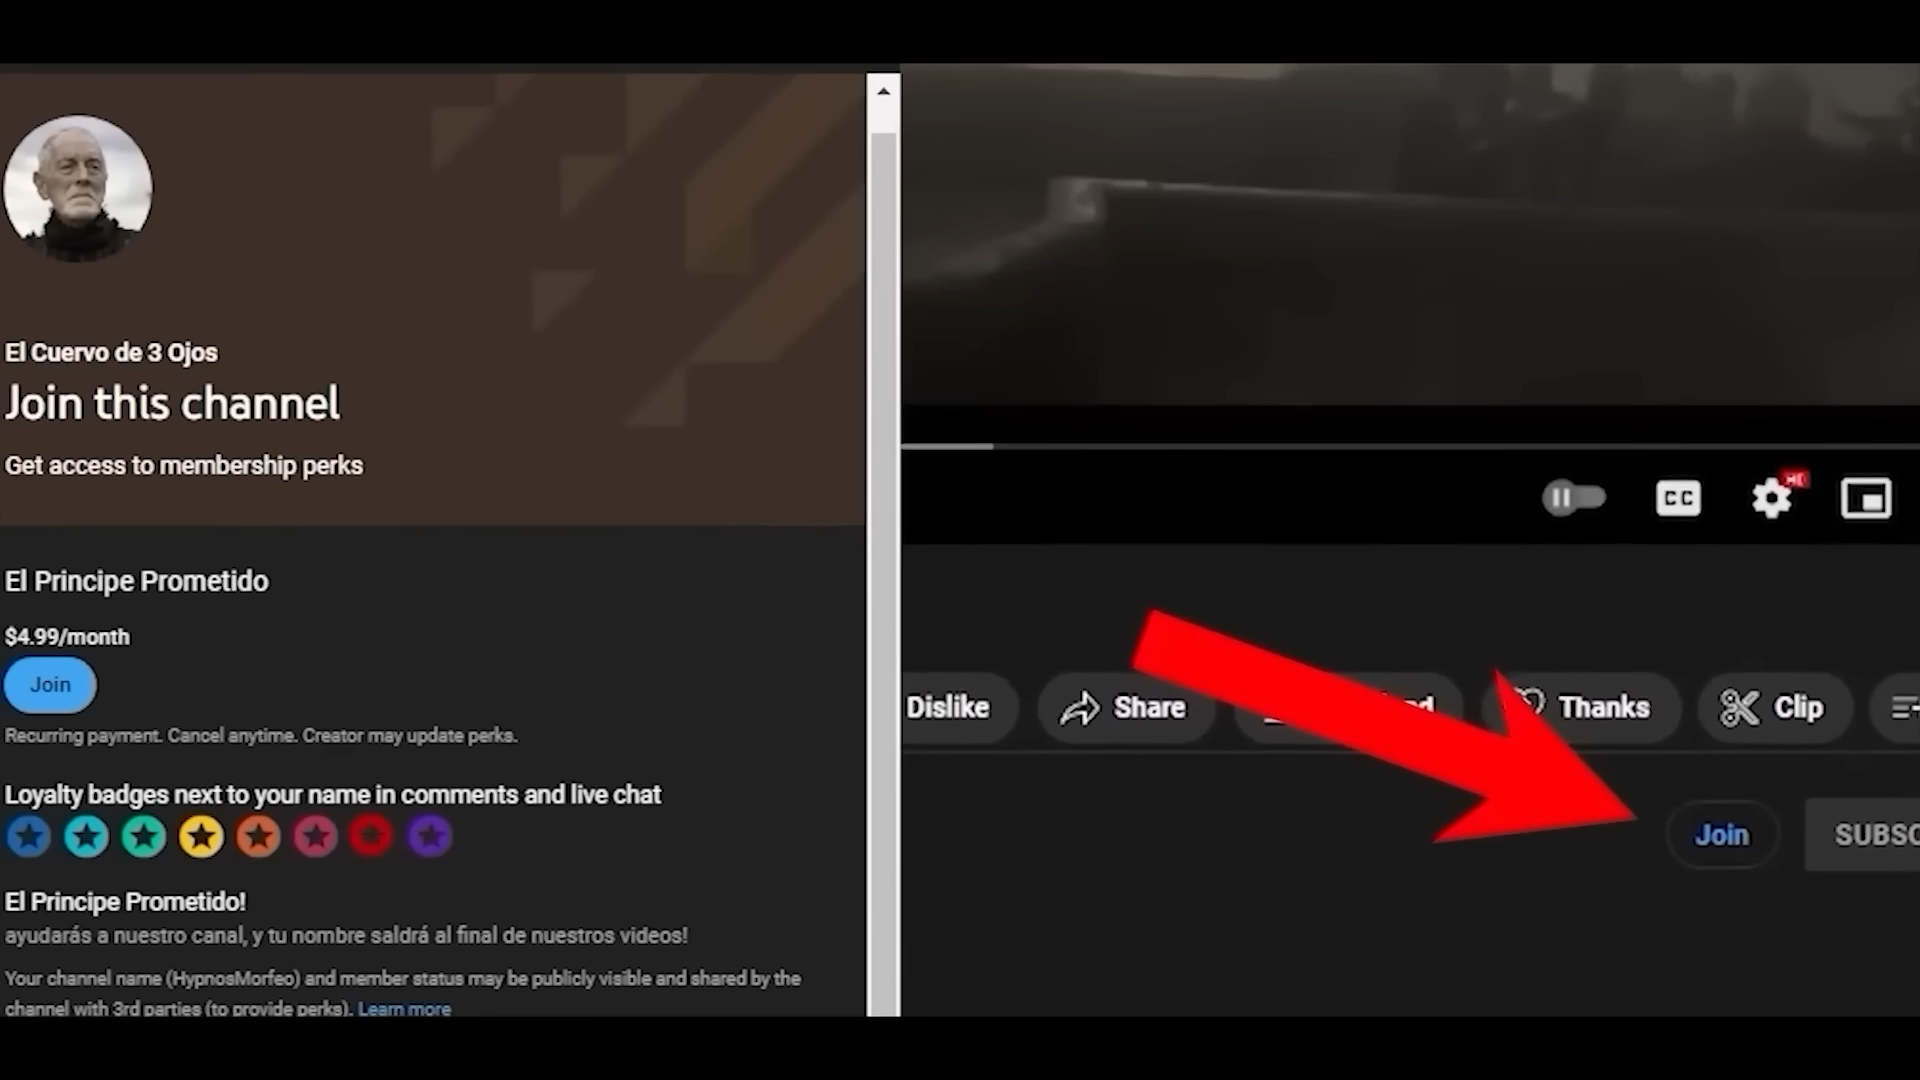 El Cuervo de 3 Ojos
Join this channel
Get access to membership perks
El Principe Prometido
$4.99/month
Join
Recurring payment. Cancel anytime. Creator may update perks.
Loyalty badges next to your name in comments and live chat
El Principe Prometido!
ayudarás a nuestro canal, y tu nombre saldrá al final de nuestros videos!
Your channel name (HypnosMorfeo) and member status may be publicly visible and shared by the
channel with 3rd parties (to provide perks). Learn more
CC
HD
Dislike
Share
Thanks
Clip
Join
SUBSC